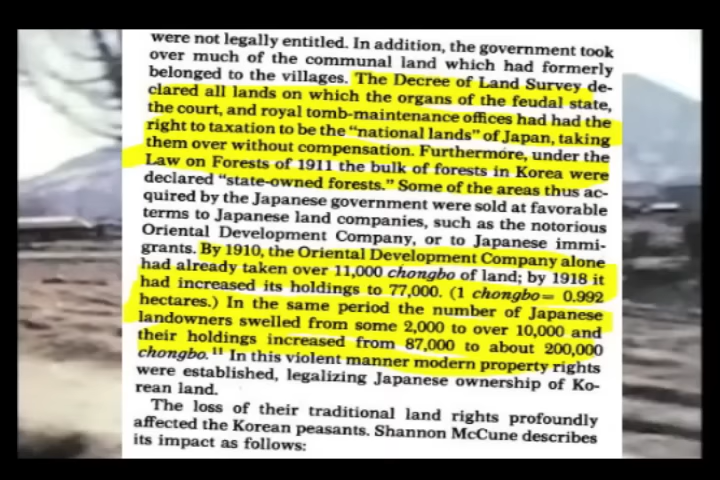 were not legally entitled. In addition, the government took
over much of the communal land which had formerly
belonged to the villages. The Decree of Land Survey de-
clared all lands on which the organs of the feudal state,
the court, and royal tomb-maintenance offices had had the
right to taxation to be the “national lands” of Japan, taking
them over without compensation. Furthermore, under the
Law on Forests of 1911 the bulk of forests in Korea were
declared “state-owned forests.” Some of the areas thus ac-
quired by the Japanese government were sold at favorable
terms to Japanese land companies, such as the notorious
Oriental Development Company, or to Japanese immi-
grants. By 1910, the Oriental Development Company alone
had already taken over 11,000 chongbo of land; by 1918 it
had increased its holdings to 77,000. (1 chongbo= 0.992
hectares.) In the same period the number of Japanese
landowners swelled from some 2,000 to over 10,000 and
their holdings increased from 87,000 to about 200,000
chongbo.¹¹ In this violent manner modern property rights
were established, legalizing Japanese ownership of Ko-
rean land.
The loss of their traditional land rights profoundly
affected the Korean peasants. Shannon McCune describes
its impact as follows: